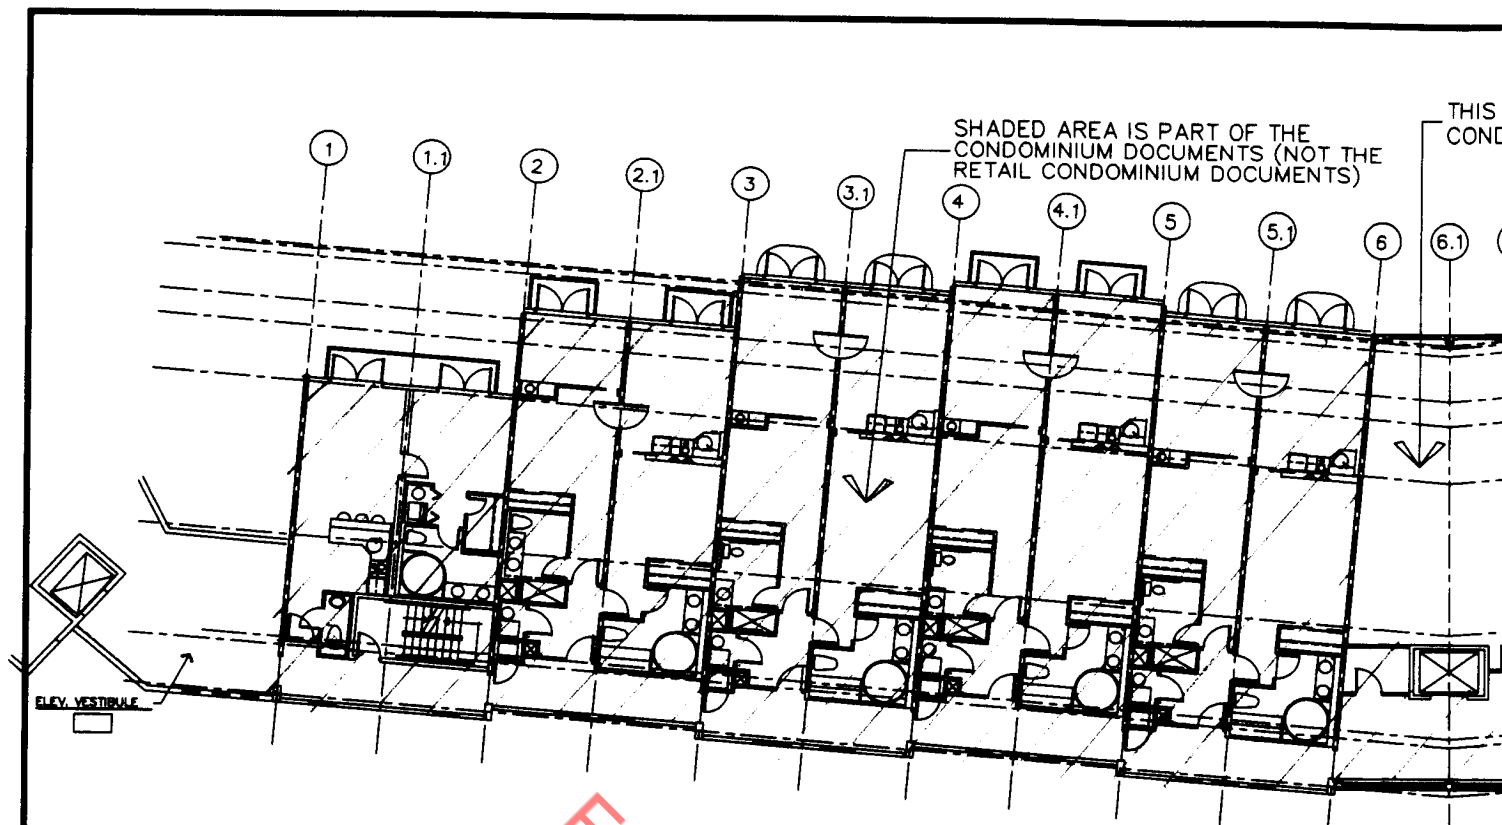 SHADED AREA IS PART OF THE
CONDOMINIUM DOCUMENTS (NOT THE
RETAIL CONDOMINIUM DOCUMENTS)
THIS
COND
1
1.1
2
2.1
3
3.1
4
4.1
5
5.1
6
6.1
ELEV. VESTIBULE
E